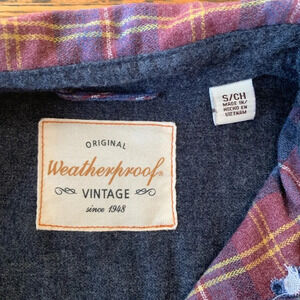 ORIGINAL
Weatherproof®
VINTAGE
since 1948
S/CH
MADE IN/
HECHO EN
VIETNAM